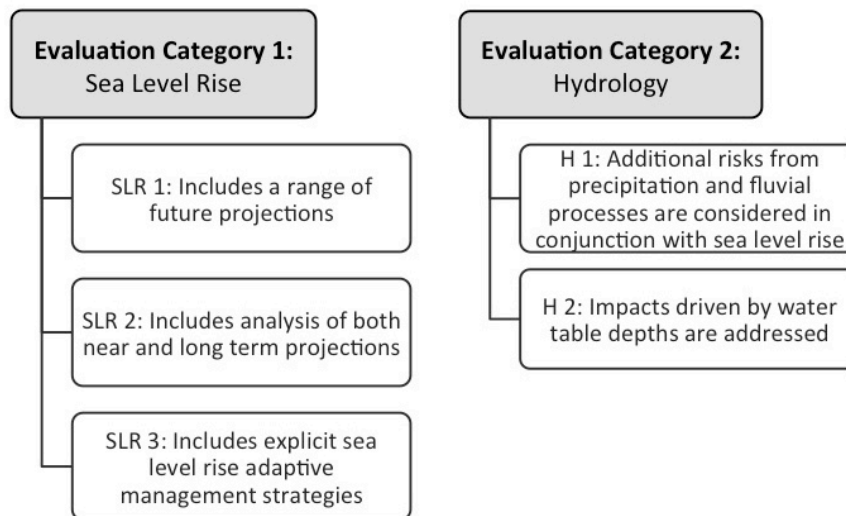 Evaluation Category 1:
Sea Level Rise
SLR 1: Includes a range of
future projections
SLR 2: Includes analysis of both
near and long term projections
SLR 3: Includes explicit sea
level rise adaptive
management strategies
Evaluation Category 2:
Hydrology
H 1: Additional risks from
precipitation and fluvial
processes are considered in
conjunction with sea level rise
H 2: Impacts driven by water
table depths are addressed